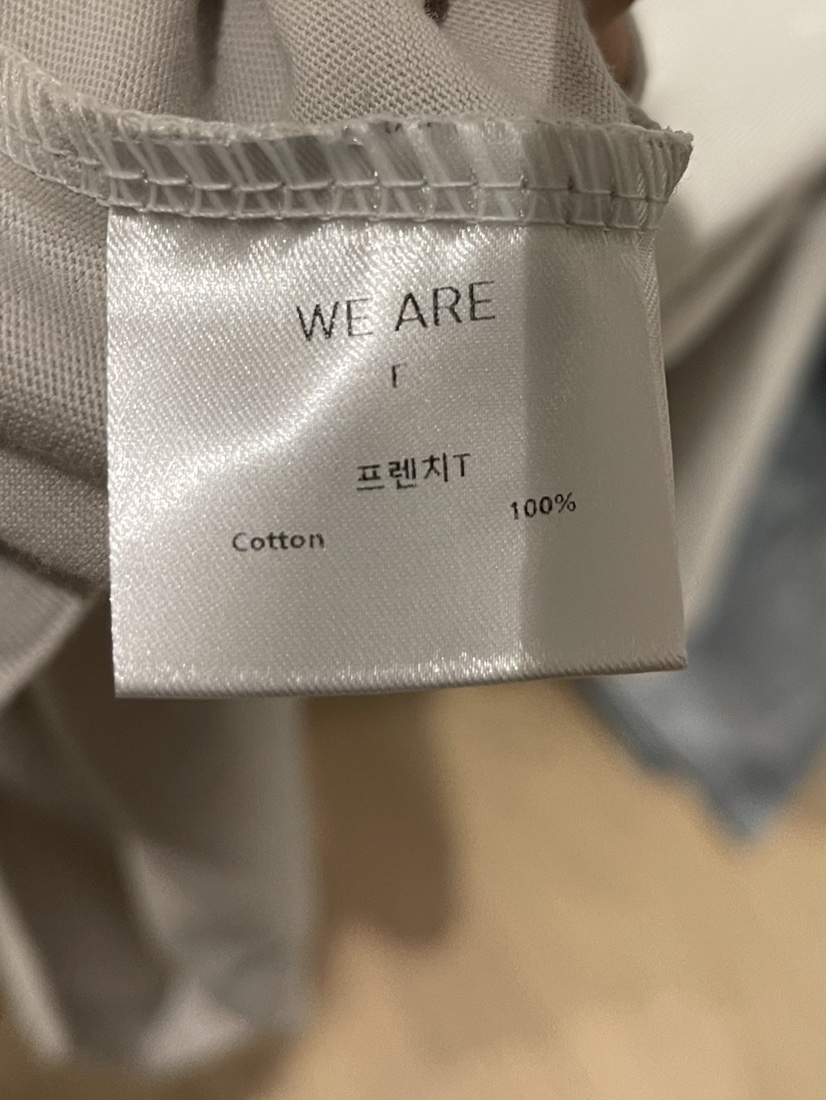 WE ARE
F
프렌치T
Cotton 100%